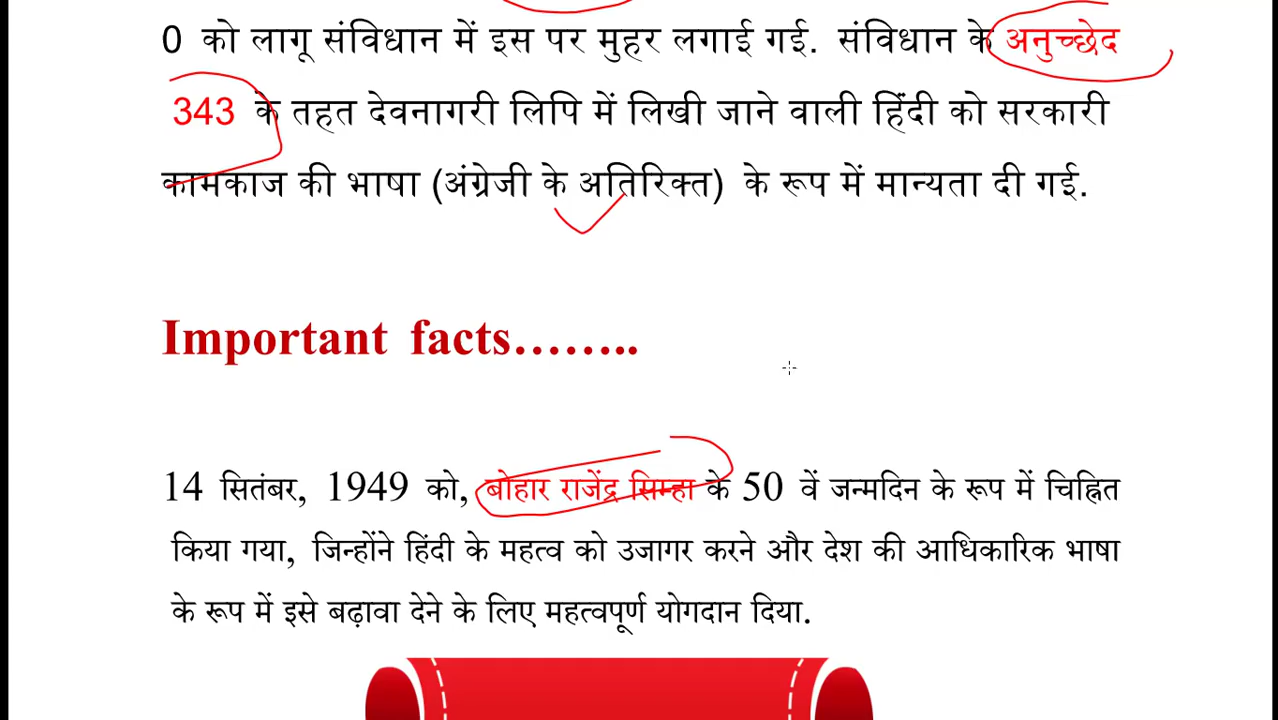 0 को लागू संविधान में इस पर मुहर लगाई गई. संविधान के अनुच्छेद
343 के तहत देवनागरी लिपि में लिखी जाने वाली हिंदी को सरकारी
कामकाज की भाषा (अंग्रेजी के अतिरिक्त) के रूप में मान्यता दी गई.
Important facts……..
14 सितंबर, 1949 को, बोहार राजेंद्र सिम्हा के 50 वें जन्मदिन के रूप में चिह्नित
किया गया, जिन्होंने हिंदी के महत्व को उजागर करने और देश की आधिकारिक भाषा
के रूप में इसे बढ़ावा देने के लिए महत्वपूर्ण योगदान दिया.